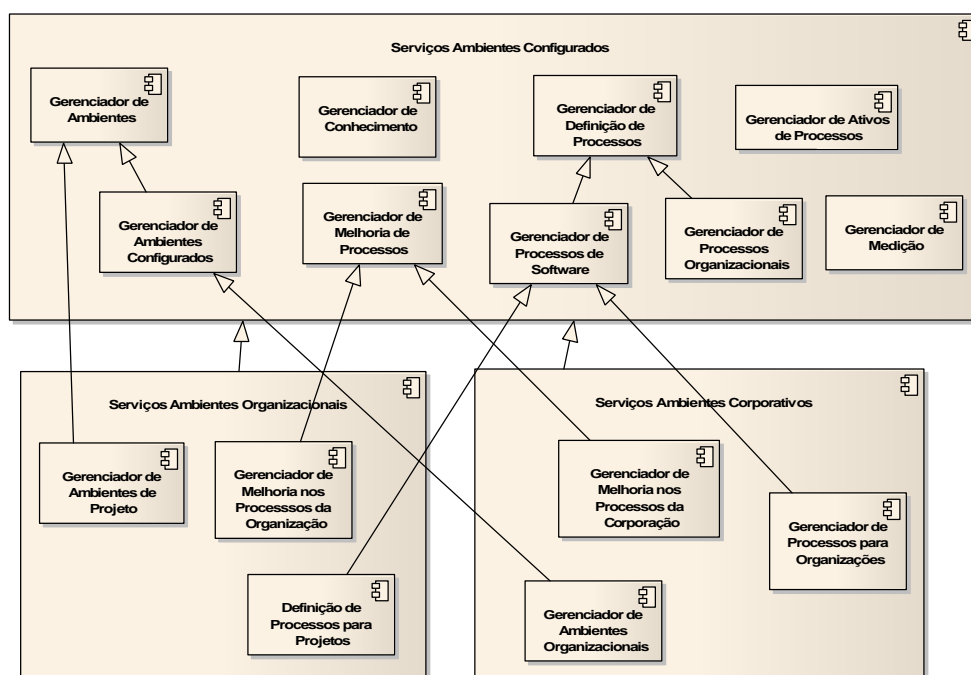 Serviços Ambientes Configurados
Gerenciador de
Ambientes
Gerenciador de
Conhecimento
Gerenciador de
Definição de
Processos
Gerenciador de Ativos
de Processos
Gerenciador de
Ambientes
Configurados
Gerenciador de
Melhoria de
Processos
Gerenciador de
Processos de
Software
Gerenciador de
Processos
Organizacionais
Gerenciador de
Medição
Serviços Ambientes Organizacionais
Gerenciador de
Ambientes de
Projeto
Gerenciador de
Melhoria nos
Processsos da
Organização
Definição de
Processos para
Projetos
Serviços Ambientes Corporativos
Gerenciador de
Melhoria nos
Processos da
Corporação
Gerenciador de
Processos para
Organizações
Gerenciador de
Ambientes
Organizacionais